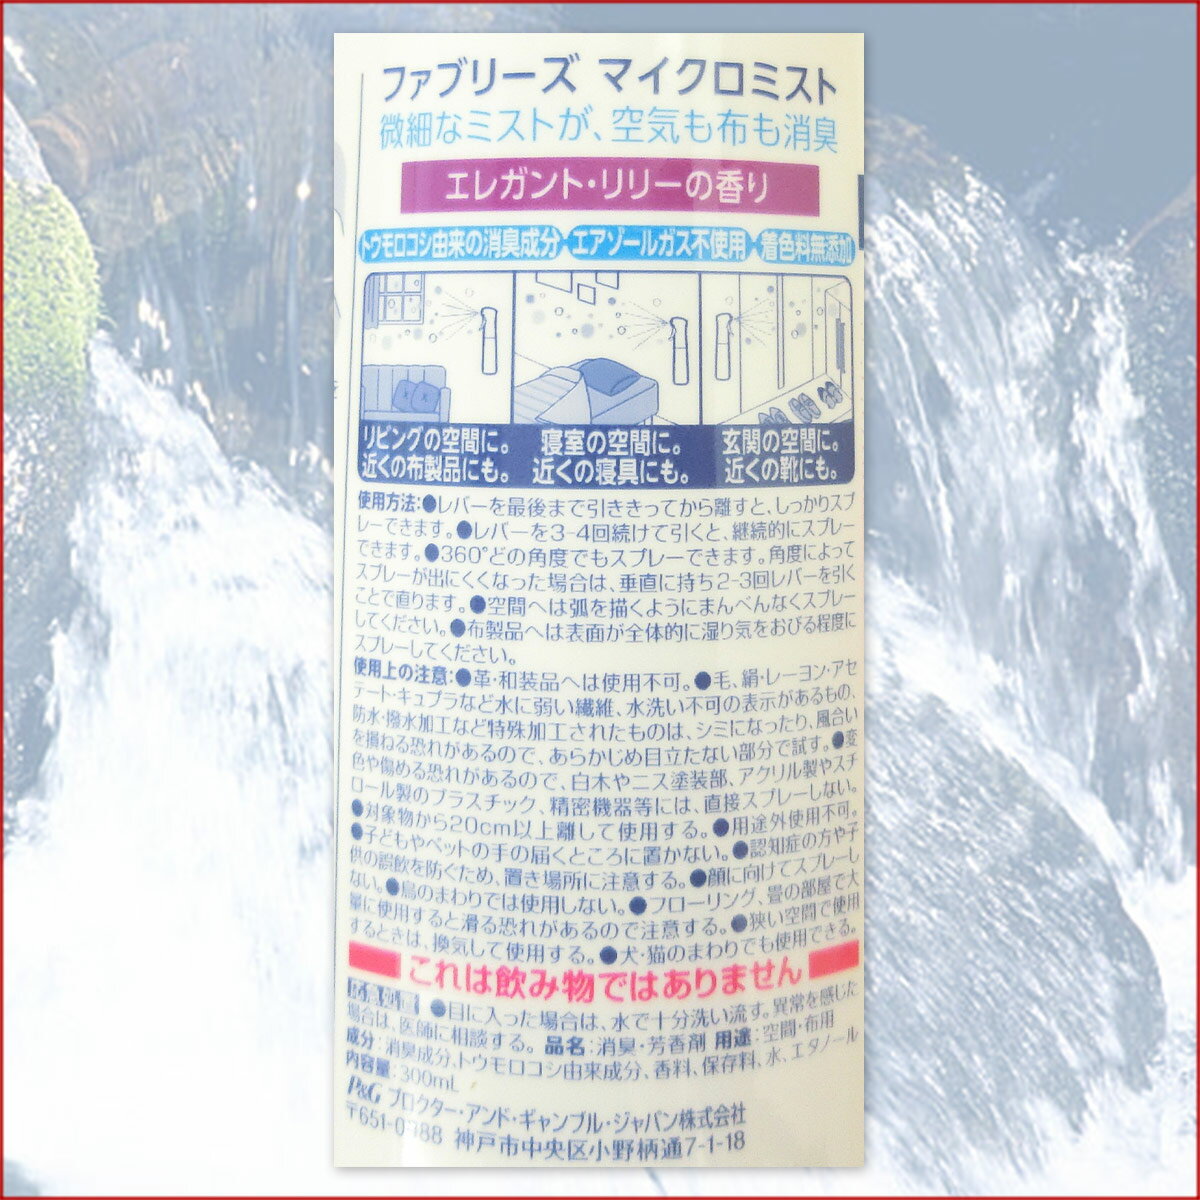 ファブリーズ マイクロミスト
微細なミストが、空気も布も消臭
エレガント・リリーの香り
トウモロコシ由来の消臭成分・エアゾールガス不使用・着色料無添加
リビングの空間に。
近くの布製品にも。
寝室の空間に。
近くの寝具にも。
玄関の空間に。
近くの靴にも。
使用方法:●レバーを最後まで引ききってから離すと、しっかりスプ
レーできます。●レバーを3-4回続けて引くと、継続的にスプレー
できます。●360°どの角度でもスプレーできます。角度によって
スプレーが出にくくなった場合は、垂直に持ち2-3回レバーを引く
ことで直ります。●空間へは弧を描くようにまんべんなくスプレー
してください。●布製品へは表面が全体的に湿り気をおびる程度に
スプレーしてください。
使用上の注意:●革・和装品へは使用不可。●毛、絹・レーヨン・アセ
テート・キュプラなど水に弱い繊維、水洗い不可の表示があるもの、
防水・撥水加工など特殊加工されたものは、シミになったり、風合い
を損ねる恐れがあるので、あらかじめ目立たない部分で試す。●変
色や傷める恐れがあるので、白木やニス塗装部、アクリル製やスチ
ロール製のプラスチック、精密機器等には、直接スプレーしない。
●対象物から20cm以上離して使用する。●用途外使用不可。
●子どもやペットの手の届くところに置かない。●認知症の方や子
供の誤飲を防ぐため、置き場所に注意する。●顔に向けてスプレーし
ない。●鳥のまわりでは使用しない。●フローリング、畳の部屋で大
量に使用すると滑る恐れがあるので注意する。●狭い空間で使用
するときは、換気して使用する。●犬・猫のまわりでも使用できる。
これは飲み物ではありません
●目に入った場合は、水で十分洗い流す。異常を感じた
場合は、医師に相談する。品名:消臭・芳香剤 用途:空間・布用
成分:消臭成分、トウモロコシ由来成分、香料、保存料、水、エタノール
内容量:300mL
P&G プロクター・アンド・ギャンブル・ジャパン株式会社
〒651-0088 神戸市中央区小野柄通7-1-18